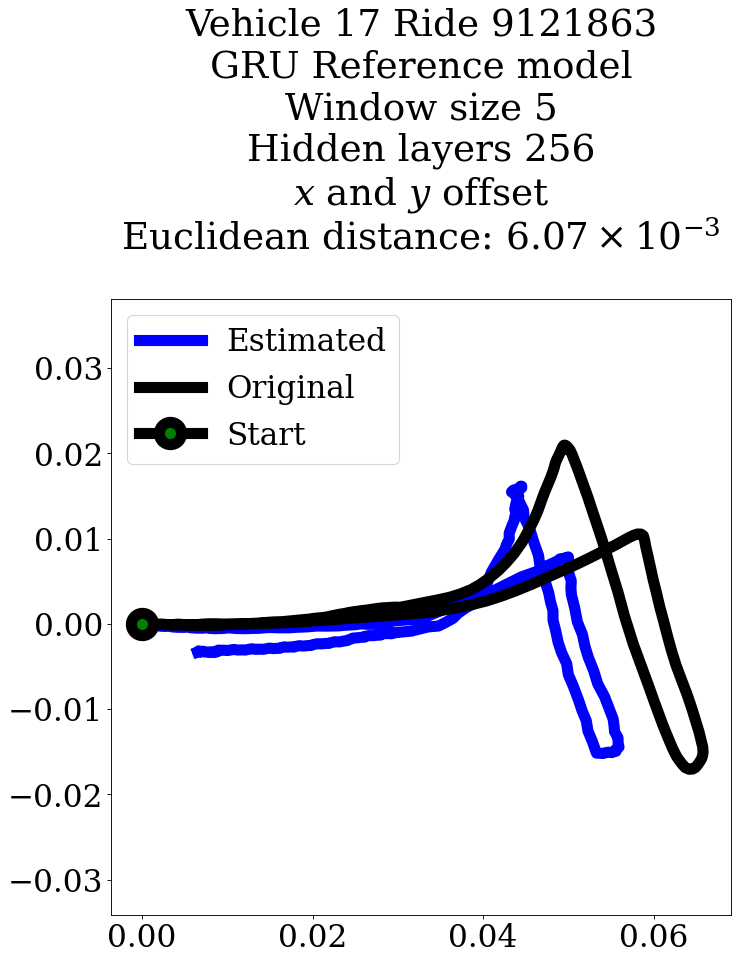 Vehicle 17 Ride 9121863
GRU Reference model
Window size 5
Hidden layers 256
x and y offset
Euclidean distance: 6.07 × 10⁻³
Estimated
Original
Start
0.03
0.02
0.01
0.00
−0.01
−0.02
−0.03
0.00 0.02 0.04 0.06